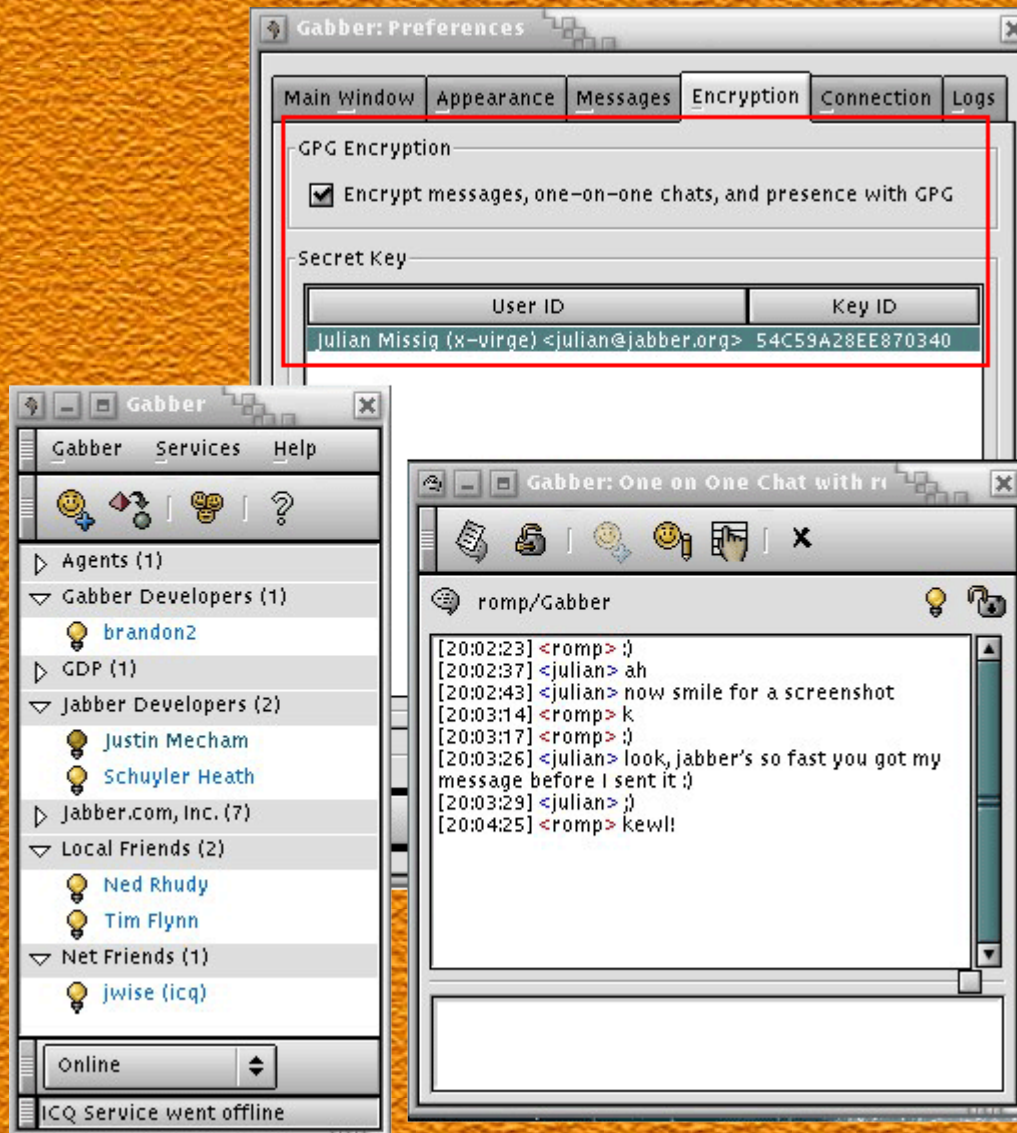 Gabber: Preferences
Main Window Appearance Messages Encryption Connection Logs
GPG Encryption
Encrypt messages, one-on-one chats, and presence with GPG
Secret Key
User ID Key ID
Julian Missig (x-virge) <julian@jabber.org> 54C59A28EE870340
Gabber
Gabber Services Help
Agents (1)
Gabber Developers (1)
brandon2
GDP (1)
Jabber Developers (2)
Justin Mecham
Schuyler Heath
Jabber.com, Inc. (7)
Local Friends (2)
Ned Rhudy
Tim Flynn
Net Friends (1)
jwise (icq)
Online
ICQ Service went offline
Gabber: One on One Chat with
romp/Gabber
[20:02:23] <romp> :)
[20:02:37] <julian> ah
[20:02:43] <julian> now smile for a screenshot
[20:03:14] <romp> k
[20:03:17] <romp> :)
[20:03:26] <julian> look, jabber's so fast you got my
message before I sent it :)
[20:03:29] <julian> ;)
[20:04:25] <romp> kewl!